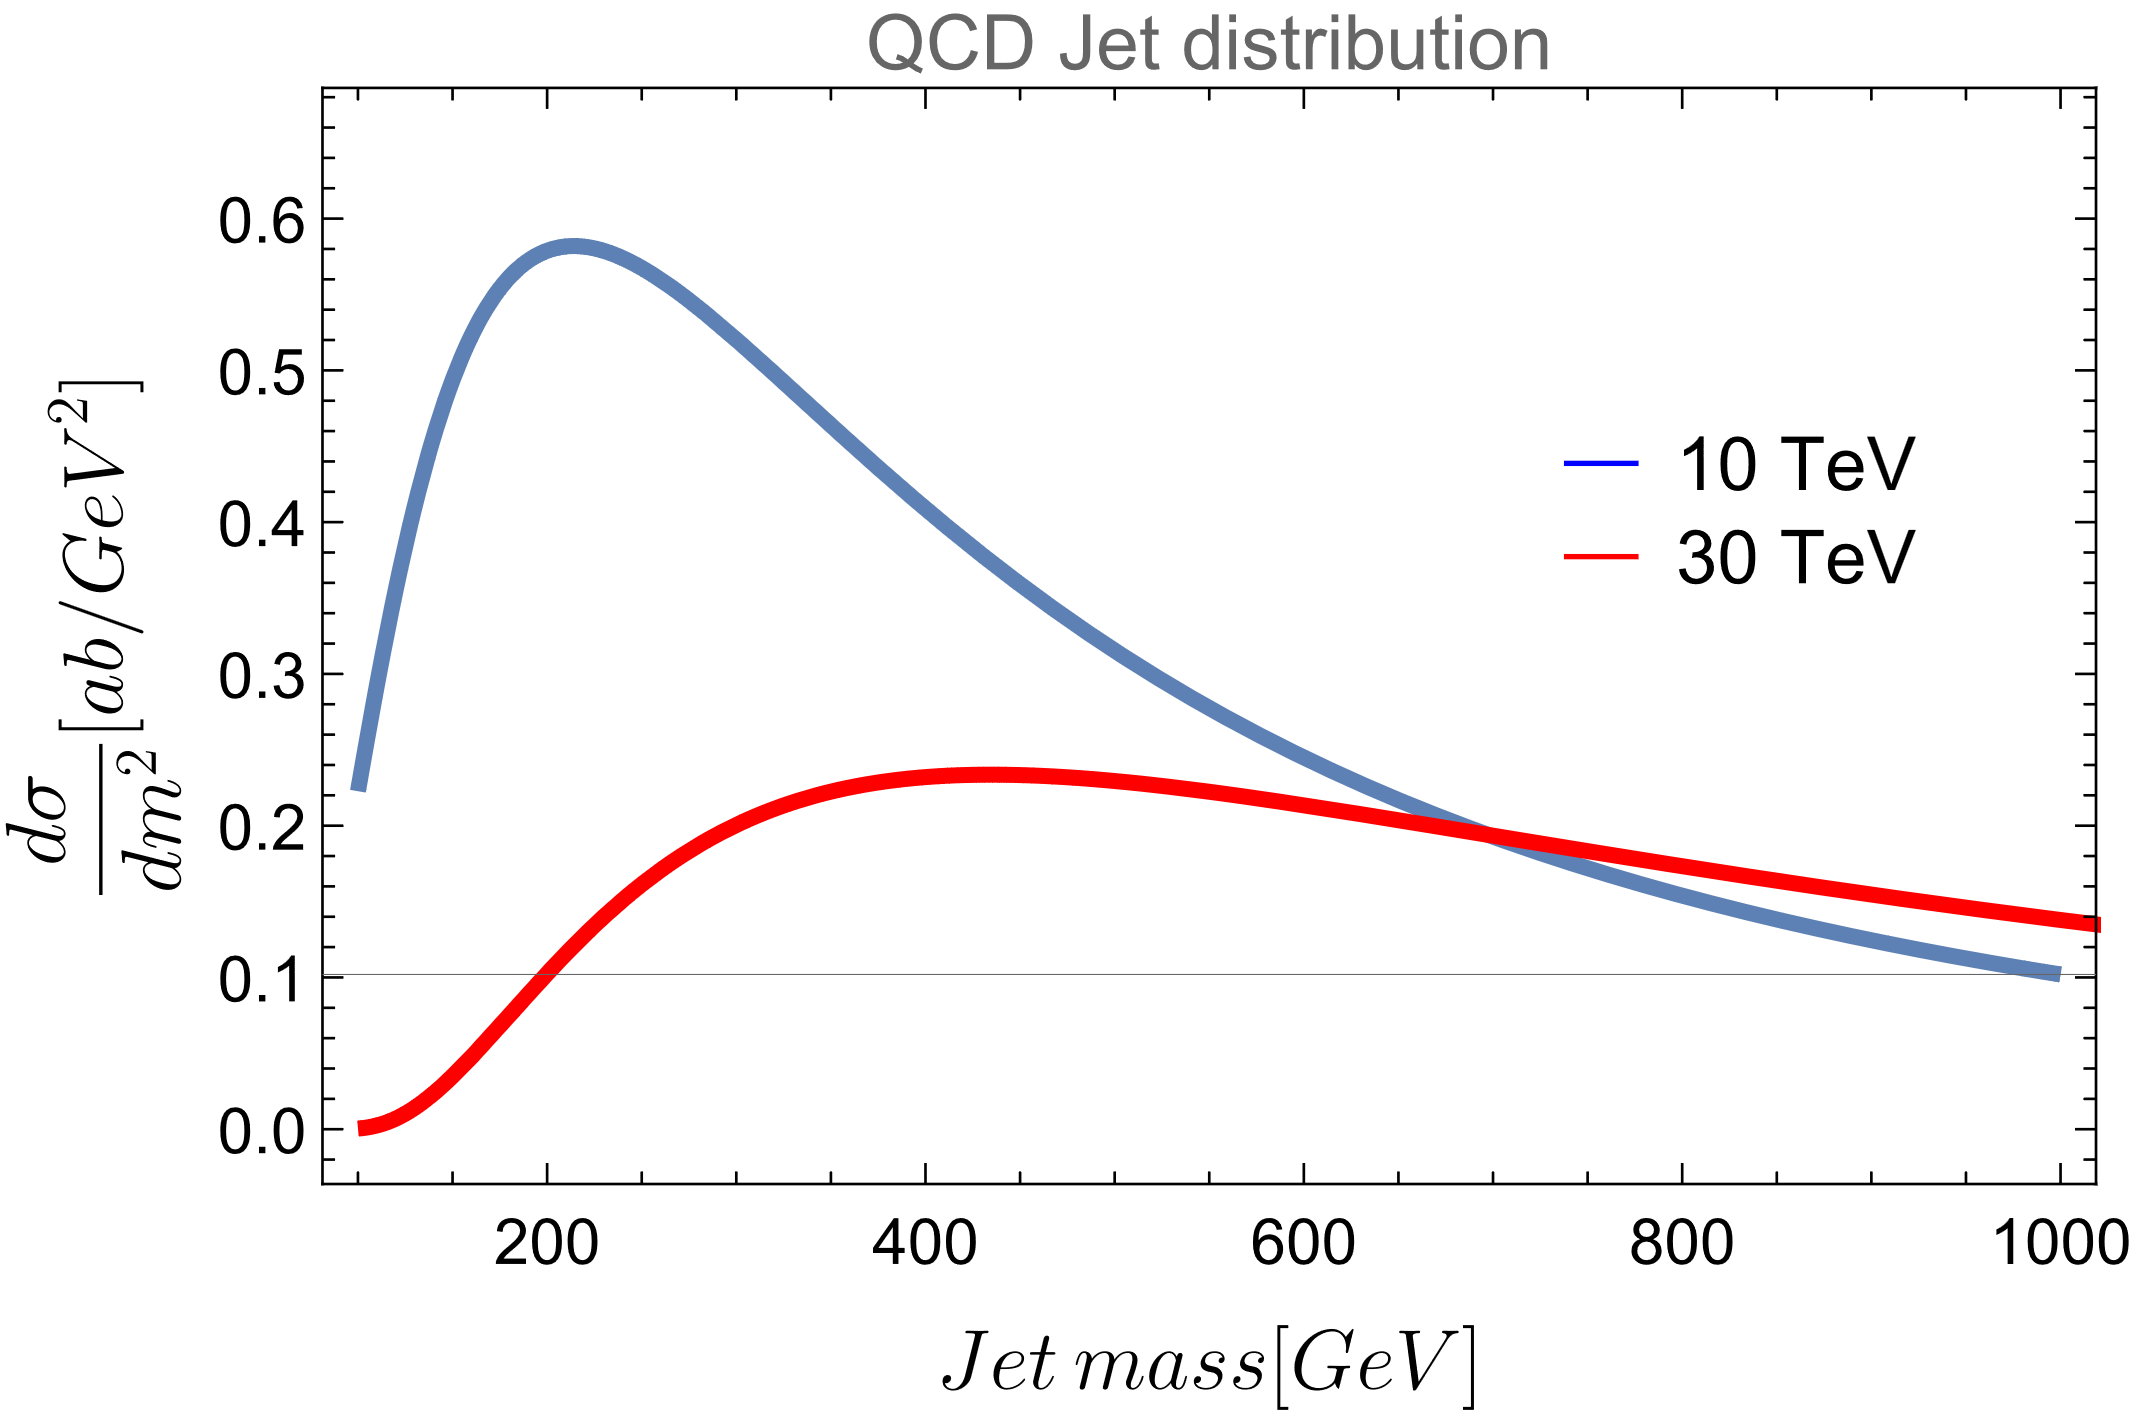 QCD Jet distribution
dσ/dm²[ab/GeV²]
0.6
0.5
0.4
0.3
0.2
0.1
0.0
10 TeV
30 TeV
200 400 600 800 1000
Jet mass[GeV]